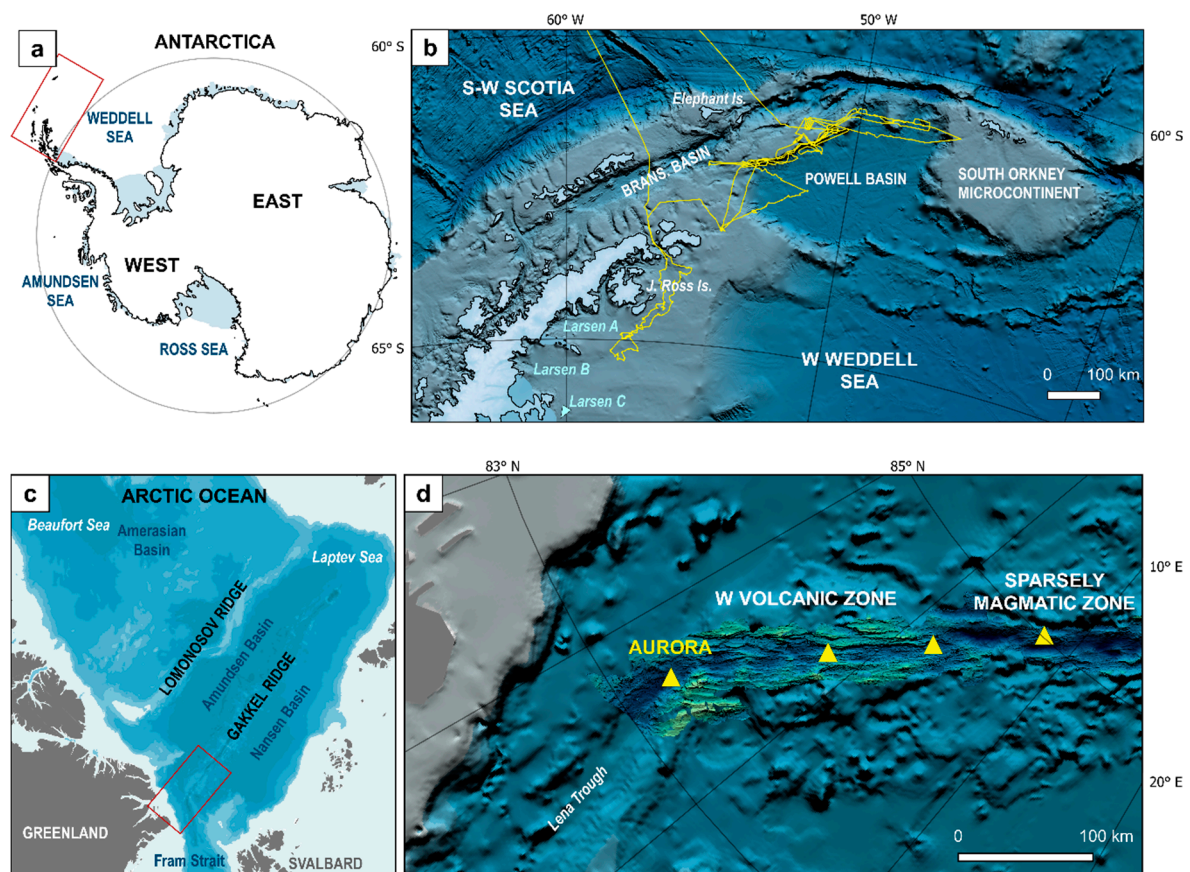 a
ANTARCTICA
60° S
WEDDELL
SEA
EAST
WEST
AMUNDSEN
SEA
ROSS SEA
65° S
60° W
50° W
b
S-W SCOTIA
SEA
Elephant Is.
60° S
BRANS. BASIN
POWELL BASIN
SOUTH ORKNEY
MICROCONTINENT
J. Ross Is.
Larsen A
Larsen B
Larsen C
W WEDDELL
SEA
0 100 km
c
ARCTIC OCEAN
Beaufort Sea
Amerasian
Basin
Laptev Sea
LOMONOSOV RIDGE
Amundsen Basin
GAKKEL RIDGE
Nansen Basin
GREENLAND
Fram Strait
SVALBARD
83° N
85° N
d
10° E
SPARSELY
MAGMATIC ZONE
W VOLCANIC ZONE
AURORA
Lena Trough
20° E
0 100 km